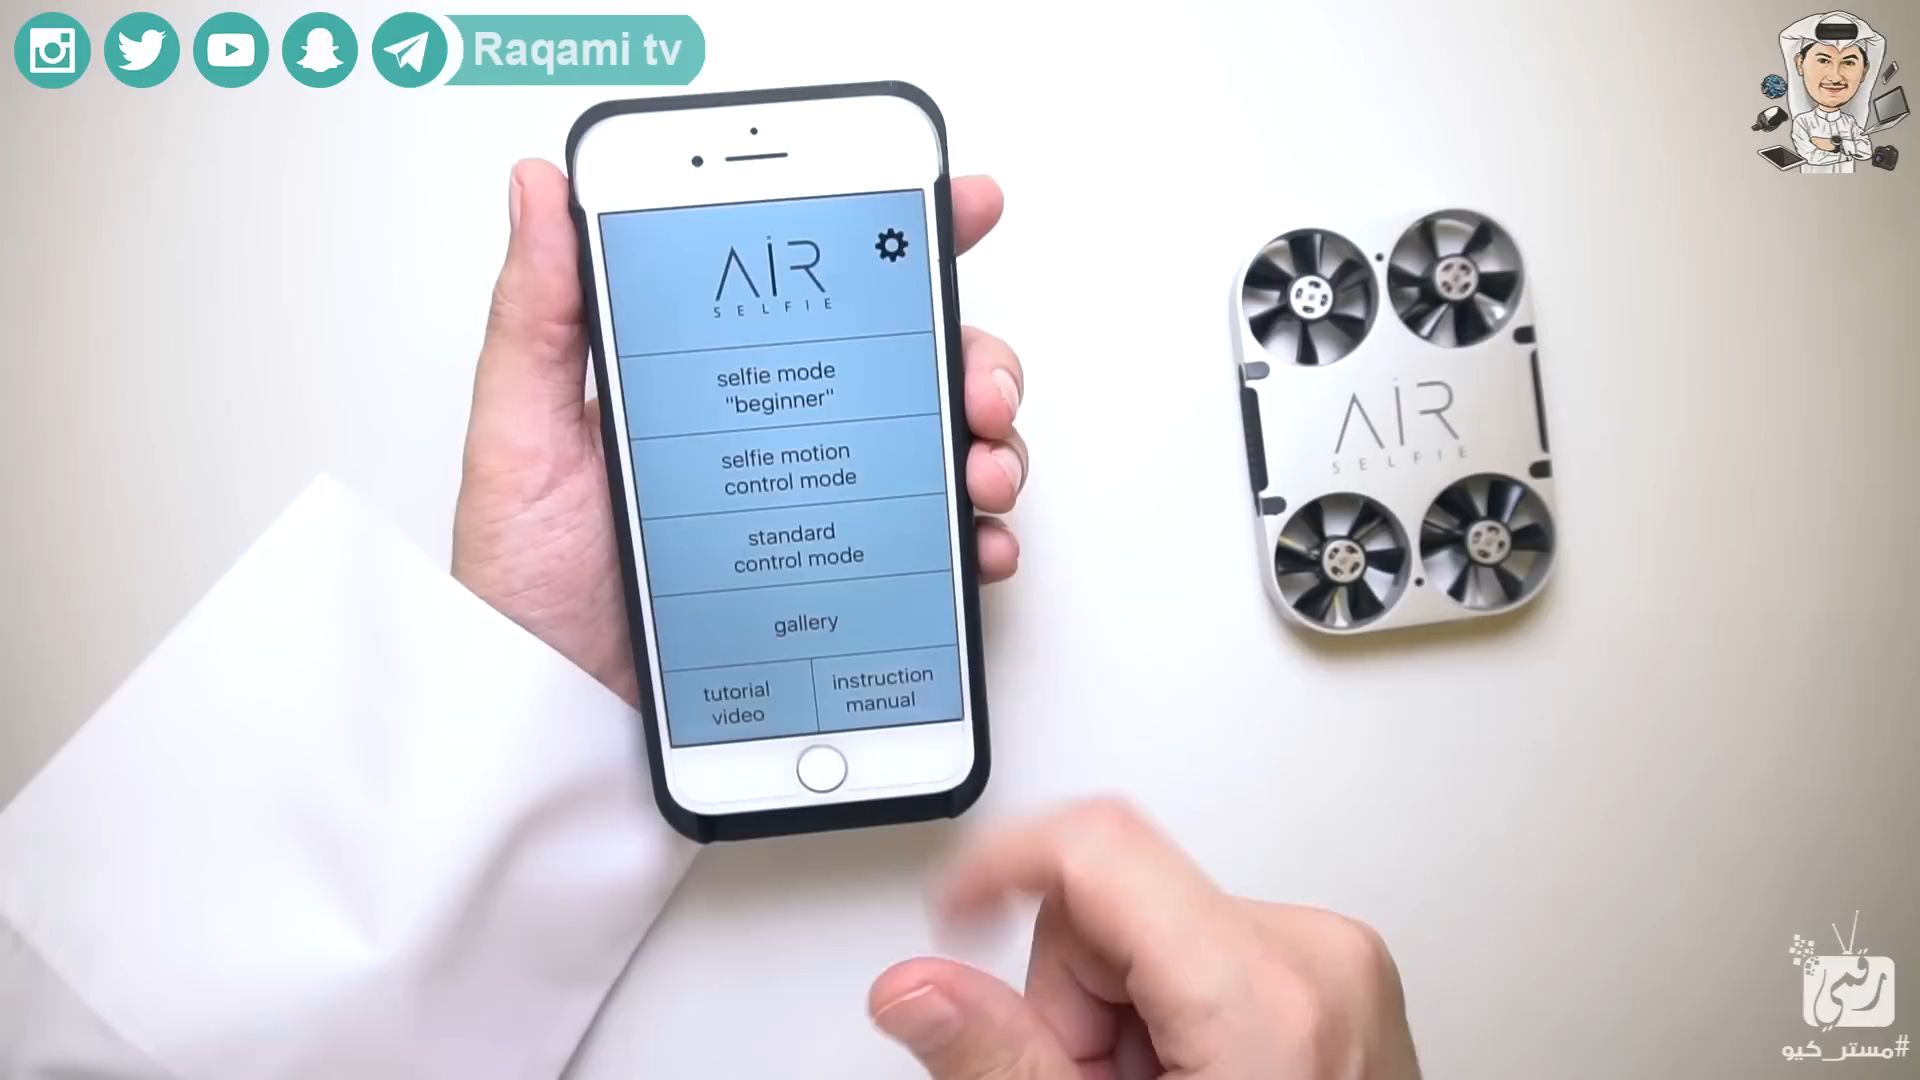 Raqami tv
AIR
SELFIE
selfie mode
"beginner"
selfie motion
control mode
standard
control mode
gallery
tutorial
video
instruction
manual
AIR
SELFIE
رقمي
#مستر_كيو